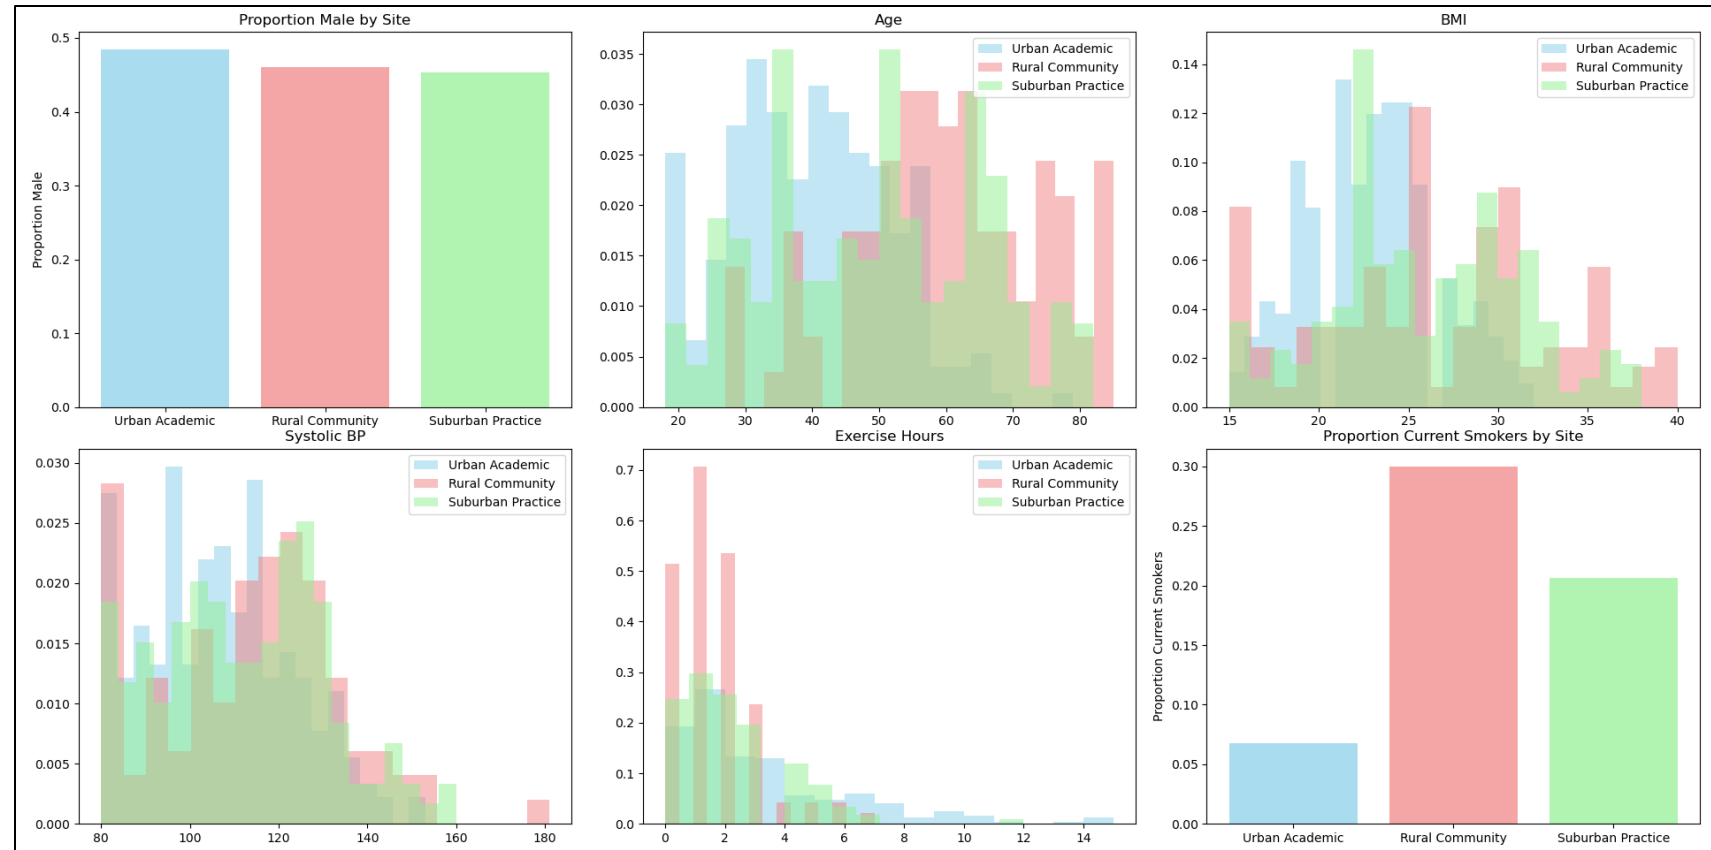 Proportion Male by Site
Proportion Male
0.5
0.4
0.3
0.2
0.1
0.0
Urban Academic
Rural Community
Suburban Practice
Age
Urban Academic
Rural Community
Suburban Practice
0.035
0.030
0.025
0.020
0.015
0.010
0.005
0.000
20 30 40 50 60 70 80
BMI
Urban Academic
Rural Community
Suburban Practice
0.14
0.12
0.10
0.08
0.06
0.04
0.02
0.00
15 20 25 30 35 40
Systolic BP
Urban Academic
Rural Community
Suburban Practice
0.030
0.025
0.020
0.015
0.010
0.005
0.000
80 100 120 140 160 180
Exercise Hours
Urban Academic
Rural Community
Suburban Practice
0.7
0.6
0.5
0.4
0.3
0.2
0.1
0.0
0 2 4 6 8 10 12 14
Proportion Current Smokers by Site
Proportion Current Smokers
0.30
0.25
0.20
0.15
0.10
0.05
0.00
Urban Academic
Rural Community
Suburban Practice